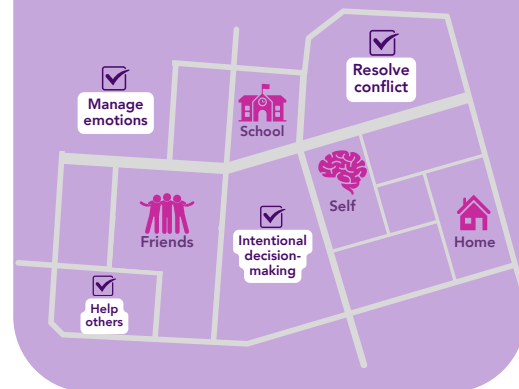 Resolve
conflict
Manage
emotions
School
Self
Friends
Home
Intentional
decision-
making
Help
others